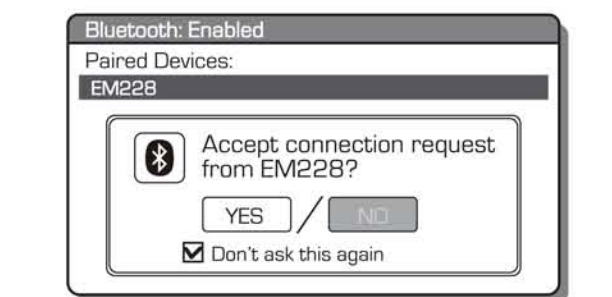 Bluetooth: Enabled
Paired Devices:
EM228
Accept connection request
from EM228?
YES / NO
Don't ask this again